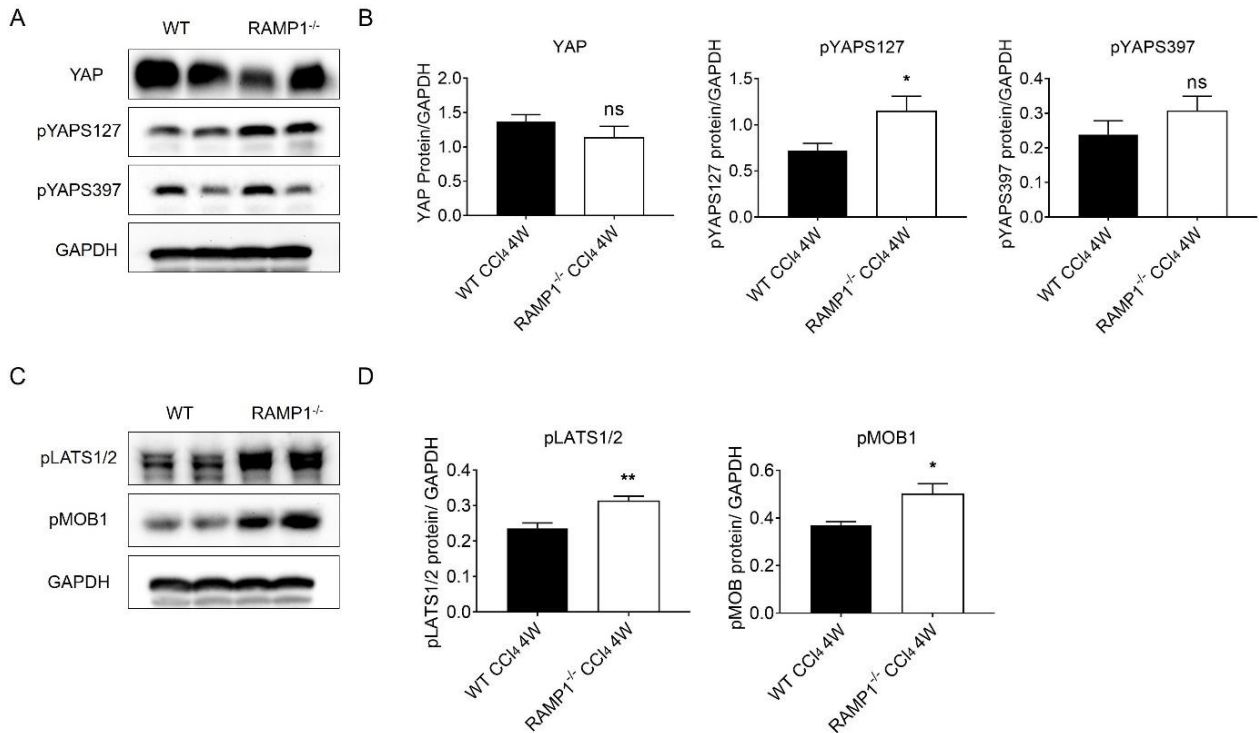 A
WT RAMP1⁻/⁻
YAP
pYAPS127
pYAPS397
GAPDH
B
YAP
YAP Protein/GAPDH
2.0
1.5
1.0
0.5
0.0
ns
WT CCl₄ 4W
RAMP1⁻/⁻ CCl₄ 4W
pYAPS127
pYAPS127 protein/GAPDH
1.5
1.0
0.5
0.0
*
WT CCl₄ 4W
RAMP1⁻/⁻ CCl₄ 4W
pYAPS397
pYAPS397 protein/GAPDH
0.4
0.3
0.2
0.1
0.0
ns
WT CCl₄ 4W
RAMP1⁻/⁻ CCl₄ 4W
C
WT RAMP1⁻/⁻
pLATS1/2
pMOB1
GAPDH
D
pLATS1/2
pLATS1/2 protein/ GAPDH
0.4
0.3
0.2
0.1
0.0
**
WT CCl₄ 4W
RAMP1⁻/⁻ CCl₄ 4W
pMOB1
pMOB protein/ GAPDH
0.6
0.4
0.2
0.0
*
WT CCl₄ 4W
RAMP1⁻/⁻ CCl₄ 4W